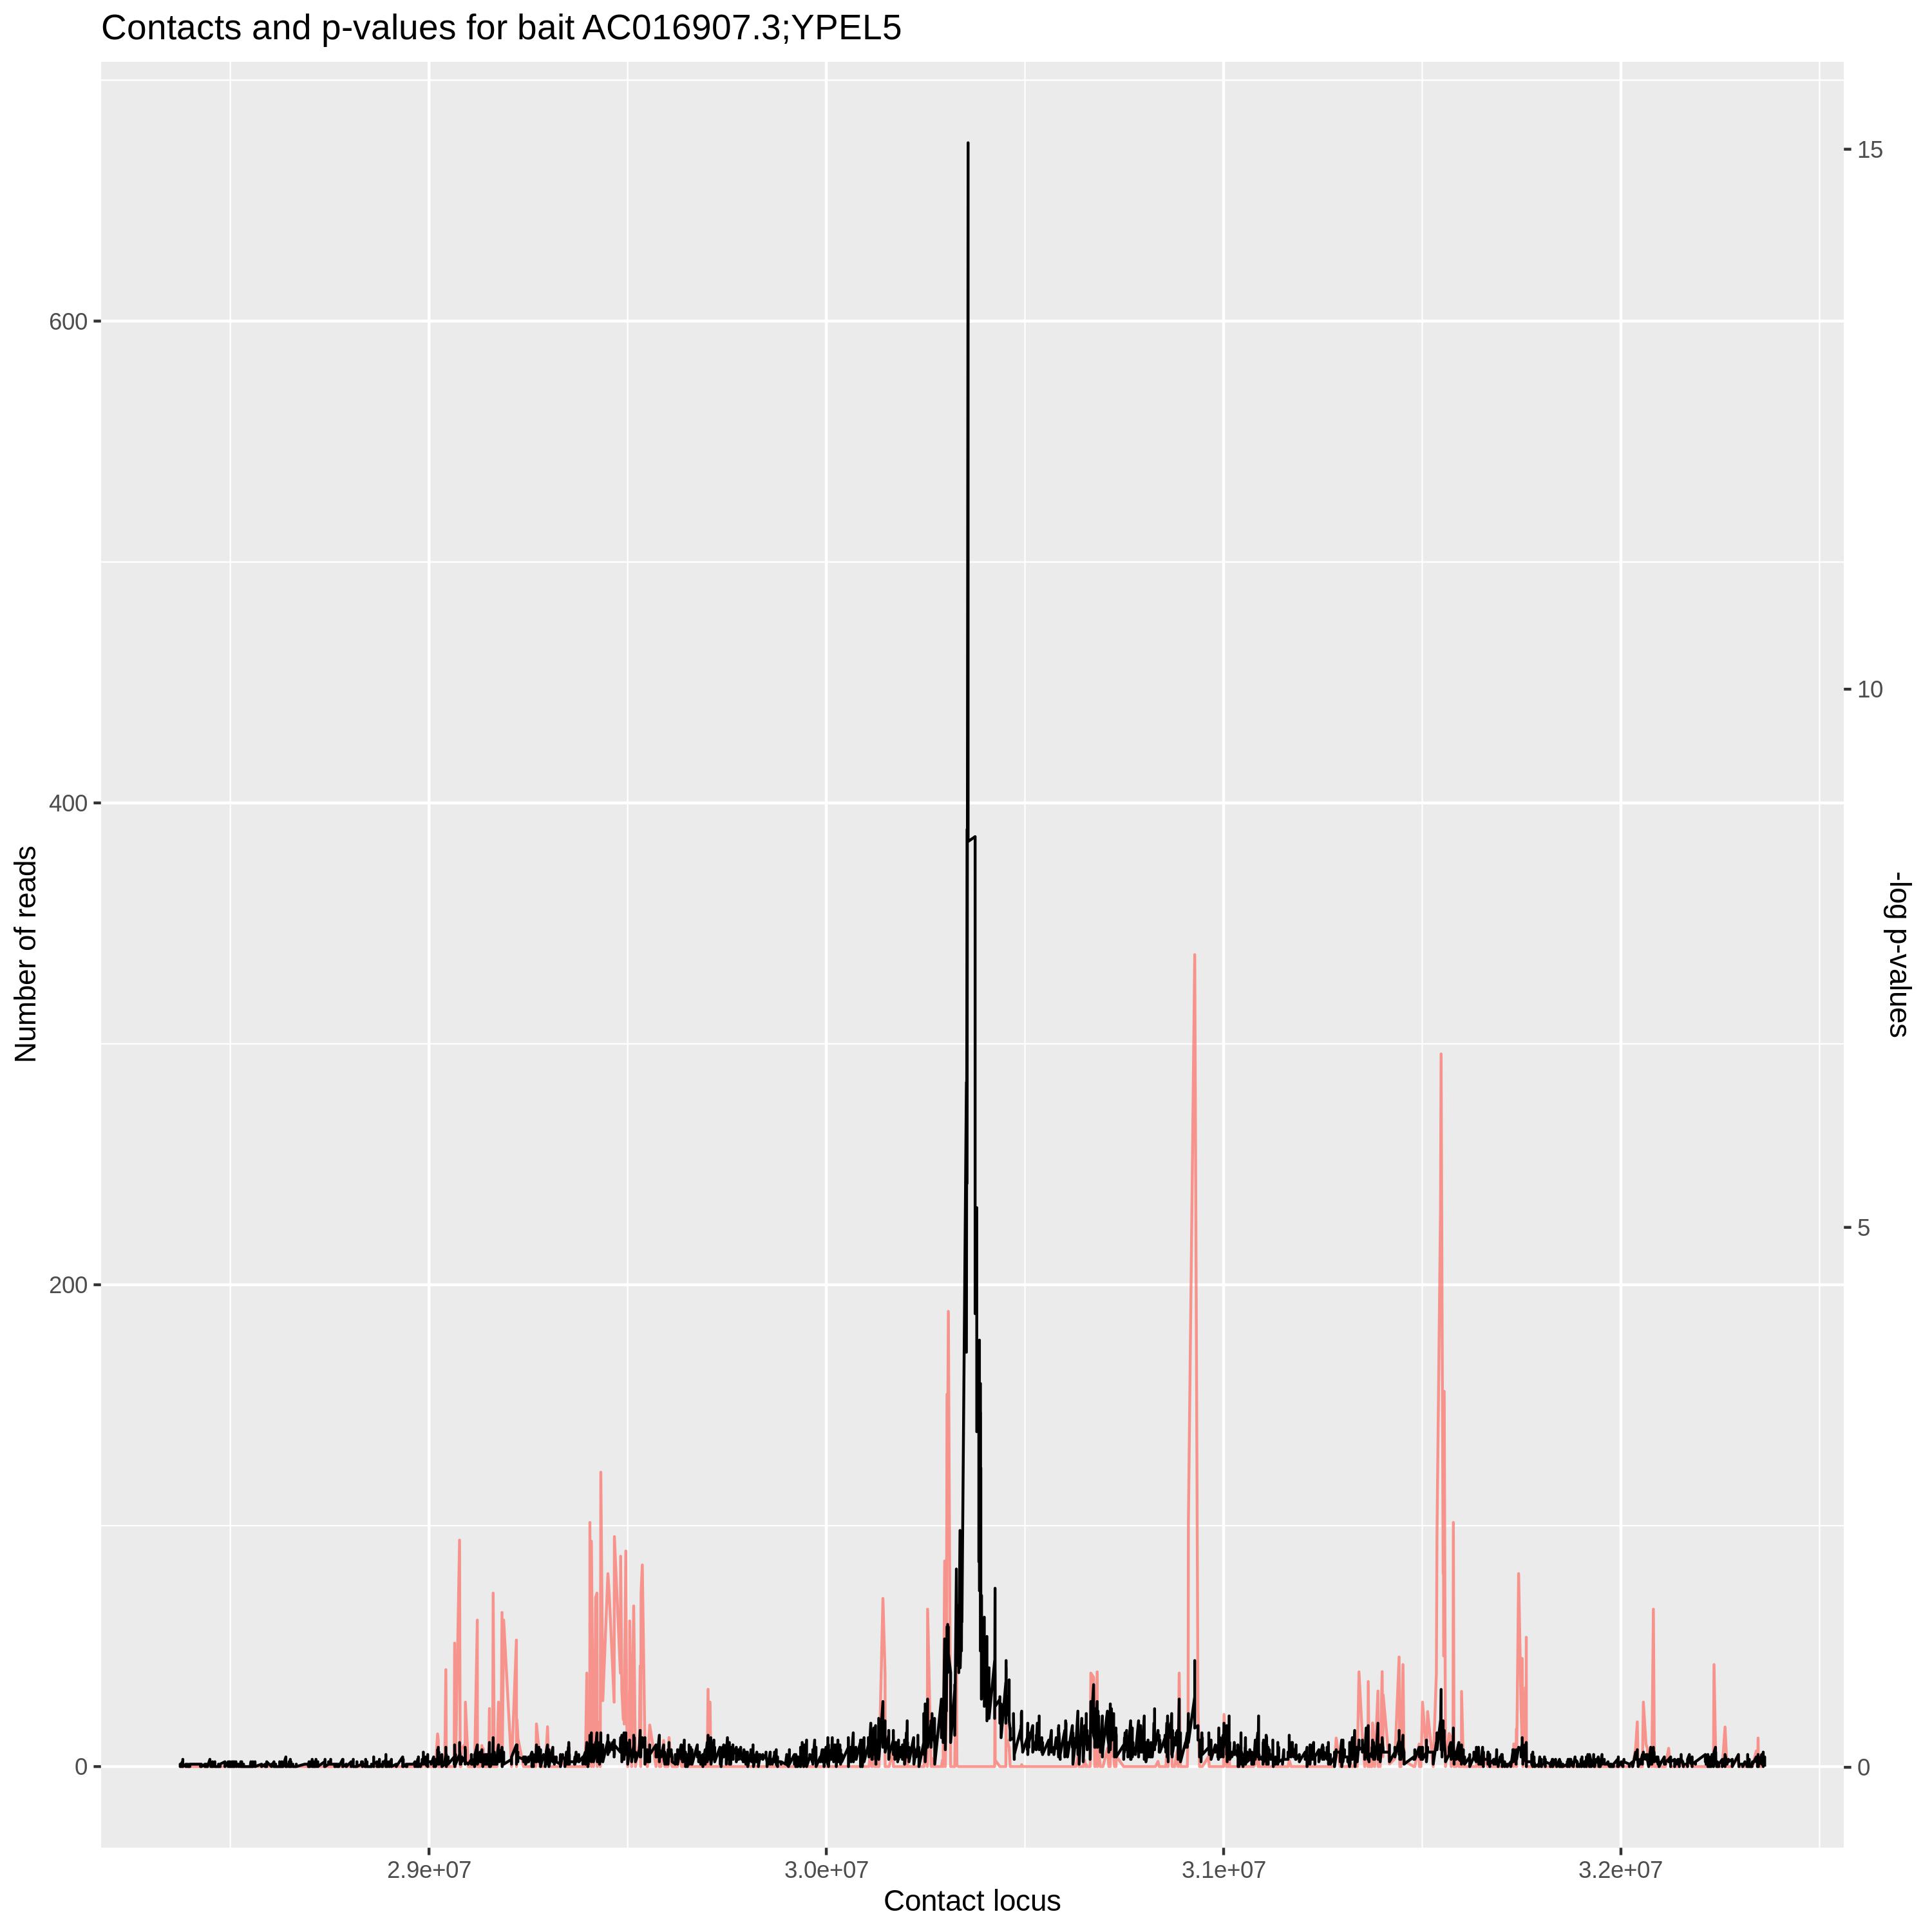 Contacts and p-values for bait AC016907.3;YPEL5
600
400
200
0
Number of reads
15
10
5
0
-log p-values
2.9e+07
3.0e+07
3.1e+07
3.2e+07
Contact locus